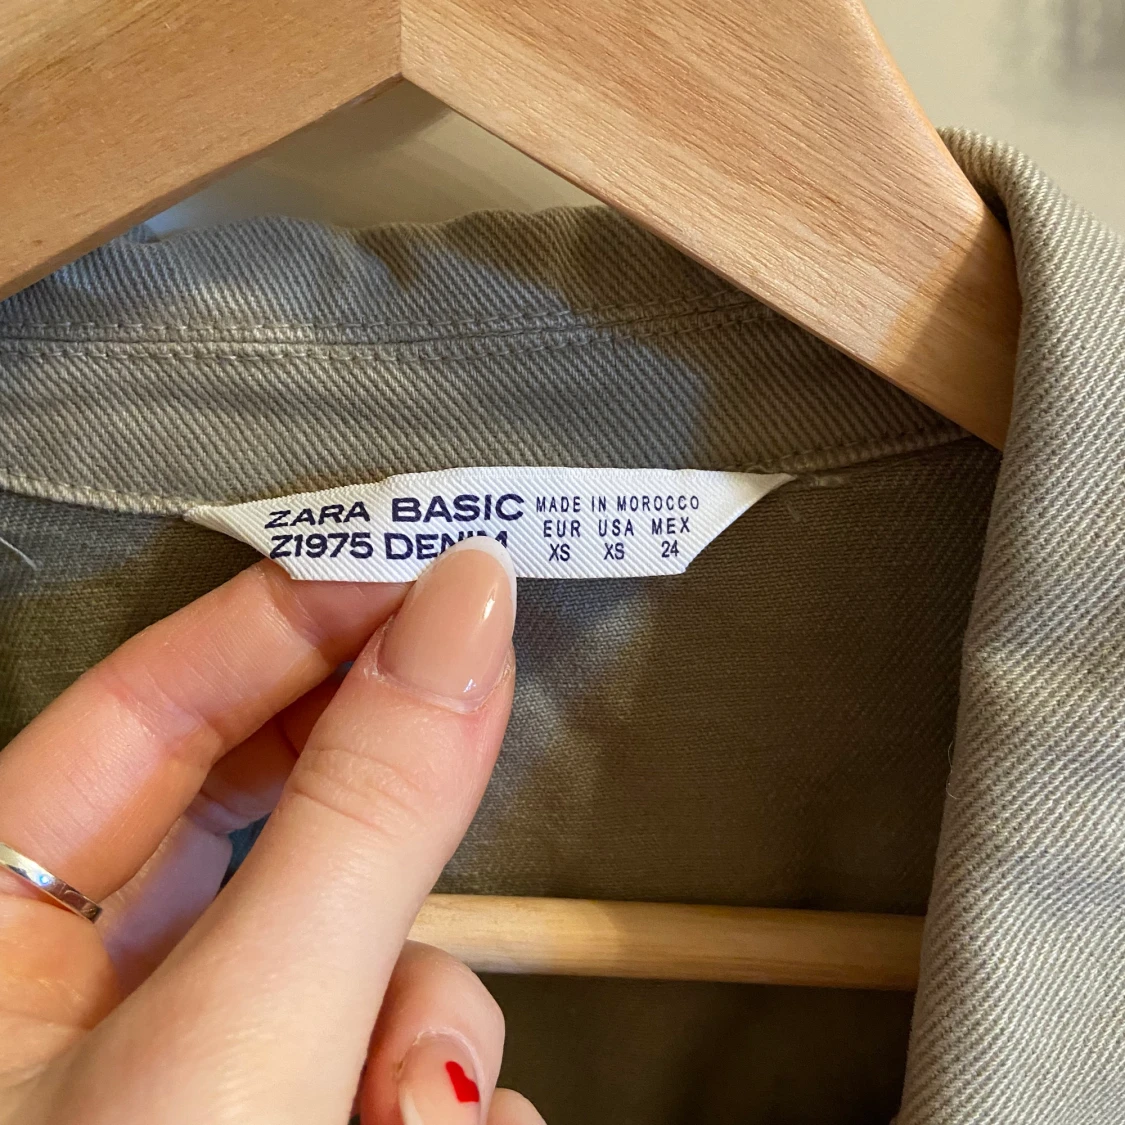 ZARA BASIC
Z1975 DENIM
MADE IN MOROCCO
EUR USA MEX
XS XS 24